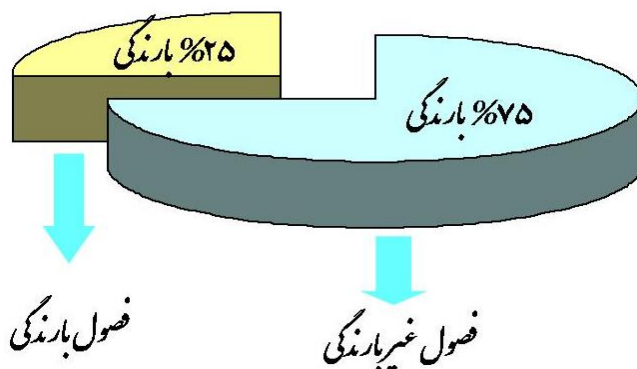 %۲۵ بارندگی
%۷۵ بارندگی
فصول بارندگی
فصول غیربارندگی